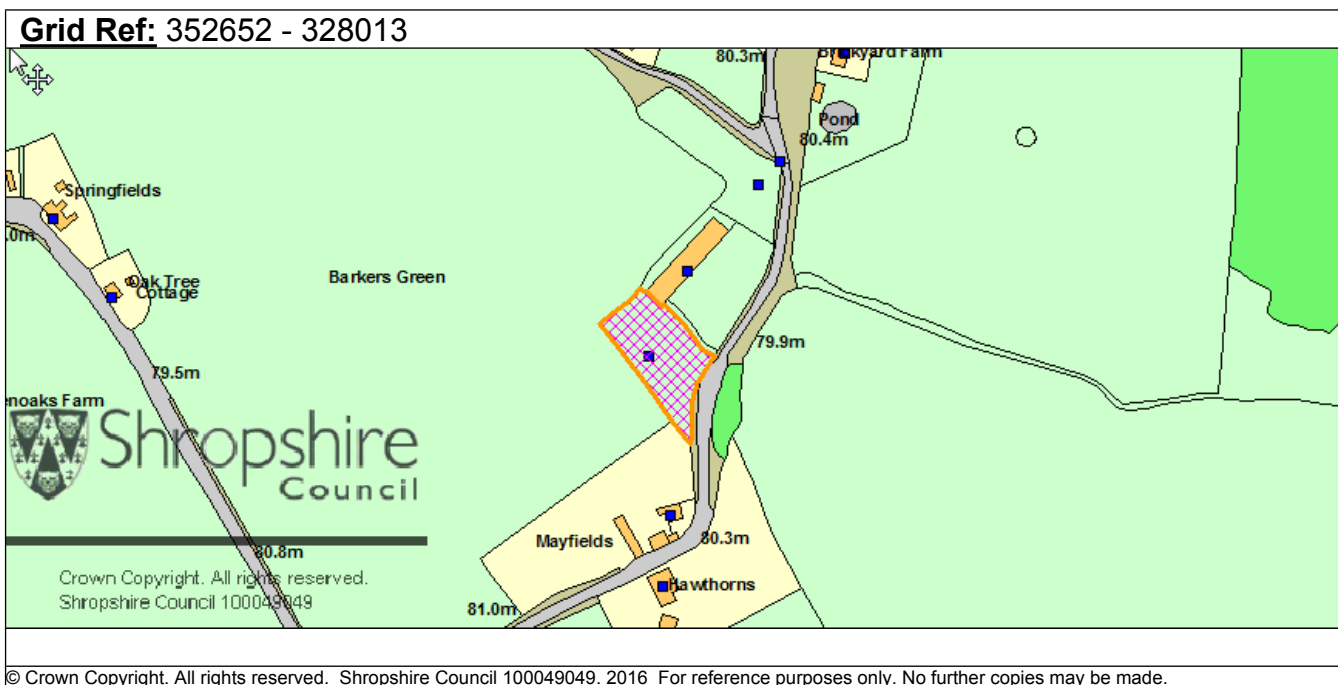 Grid Ref: 352652 - 328013
80.3m
Pond
80.4m
Springfields
Oak Tree
Cottage
Barkers Green
79.9m
79.5m
Shropshire
Council
Mayfields
80.3m
80.8m
Hawthorns
Crown Copyright. All rights reserved.
Shropshire Council 100049049
81.0m
© Crown Copyright. All rights reserved. Shropshire Council 100049049. 2016 For reference purposes only. No further copies may be made.